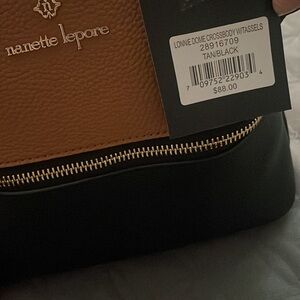 nanette lepore
LONNIE DOME CROSSBODY W/TASSELS
28916709
TAN/BLACK
7 09752 22903 4
$88.00